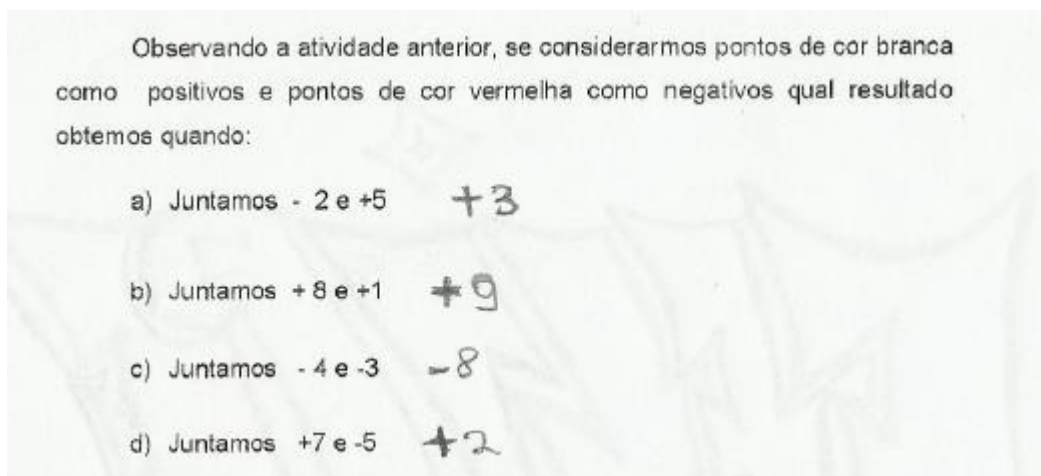 Observando a atividade anterior, se considerarmos pontos de cor branca
como positivos e pontos de cor vermelha como negativos qual resultado
obtemos quando:
a) Juntamos - 2 e +5 +3
b) Juntamos + 8 e +1 +9
c) Juntamos - 4 e -3 -8
d) Juntamos +7 e -5 +2